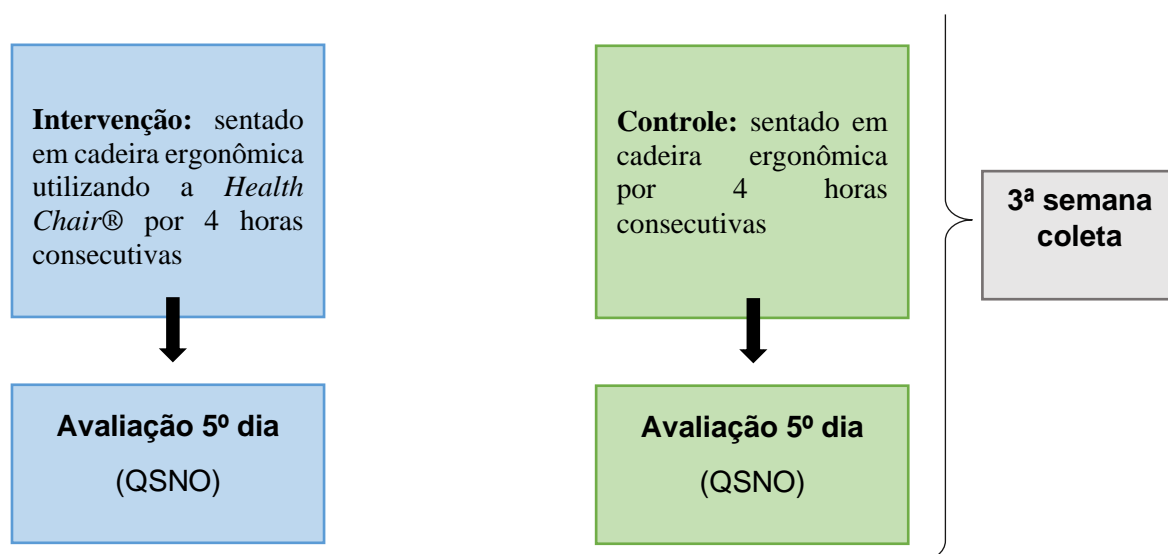 Intervenção: sentado
em cadeira ergonômica
utilizando a Health
Chair® por 4 horas
consecutivas
Avaliação 5º dia
(QSNO)
Controle: sentado em
cadeira ergonômica
por 4 horas
consecutivas
Avaliação 5º dia
(QSNO)
3ª semana
coleta